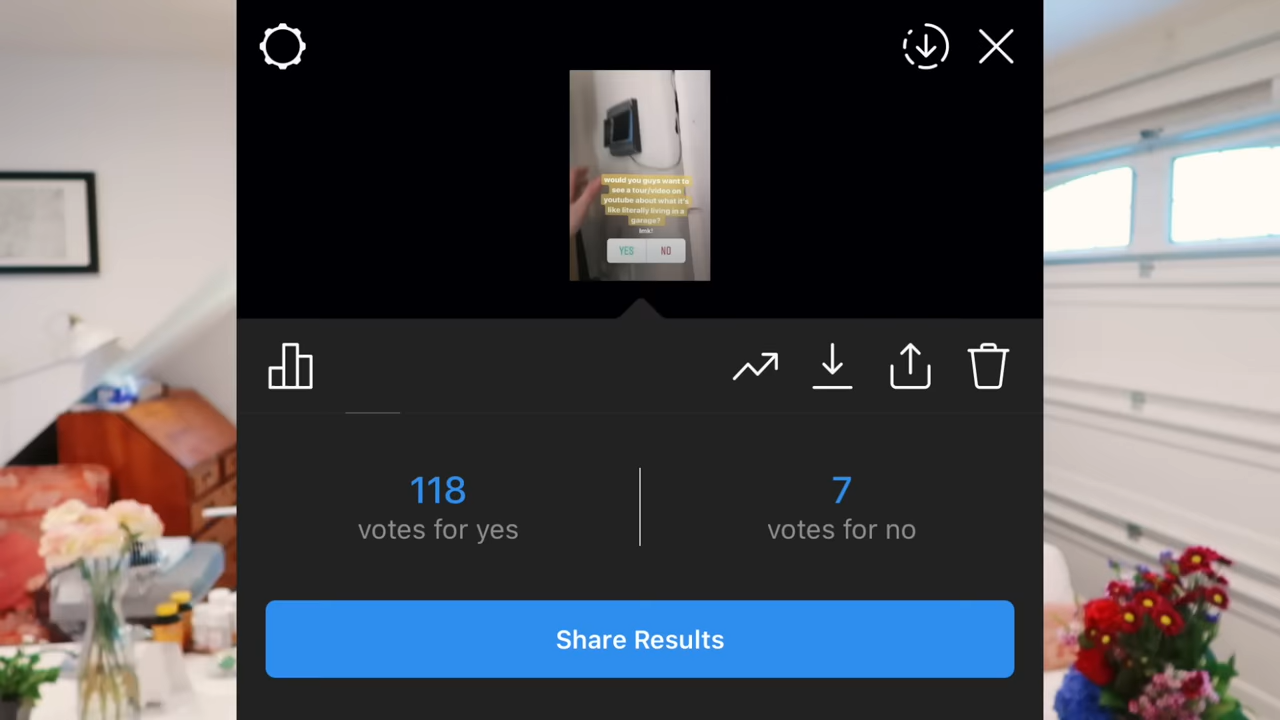 would you guys want to
see a tour/video on
youtube about what it's
like literally living in a
garage?
lmk!
YES NO
118 7
votes for yes votes for no
Share Results